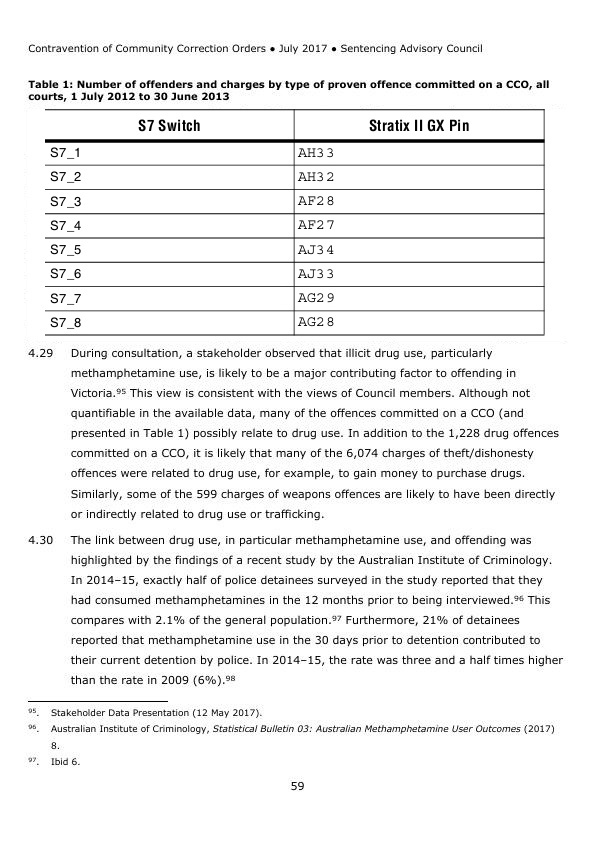 Contravention of Community Correction Orders ● July 2017 ● Sentencing Advisory Council
Table 1: Number of offenders and charges by type of proven offence committed on a CCO, all
courts, 1 July 2012 to 30 June 2013
S7 Switch Stratix II GX Pin
S7_1 AH33
S7_2 AH32
S7_3 AF28
S7_4 AF27
S7_5 AJ34
S7_6 AJ33
S7_7 AG29
S7_8 AG28
4.29 During consultation, a stakeholder observed that illicit drug use, particularly
methamphetamine use, is likely to be a major contributing factor to offending in
Victoria.⁹⁵ This view is consistent with the views of Council members. Although not
quantifiable in the available data, many of the offences committed on a CCO (and
presented in Table 1) possibly relate to drug use. In addition to the 1,228 drug offences
committed on a CCO, it is likely that many of the 6,074 charges of theft/dishonesty
offences were related to drug use, for example, to gain money to purchase drugs.
Similarly, some of the 599 charges of weapons offences are likely to have been directly
or indirectly related to drug use or trafficking.
4.30 The link between drug use, in particular methamphetamine use, and offending was
highlighted by the findings of a recent study by the Australian Institute of Criminology.
In 2014–15, exactly half of police detainees surveyed in the study reported that they
had consumed methamphetamines in the 12 months prior to being interviewed.⁹⁶ This
compares with 2.1% of the general population.⁹⁷ Furthermore, 21% of detainees
reported that methamphetamine use in the 30 days prior to detention contributed to
their current detention by police. In 2014–15, the rate was three and a half times higher
than the rate in 2009 (6%).⁹⁸
⁹⁵. Stakeholder Data Presentation (12 May 2017).
⁹⁶. Australian Institute of Criminology, Statistical Bulletin 03: Australian Methamphetamine User Outcomes (2017)
8.
⁹⁷. Ibid 6.
59